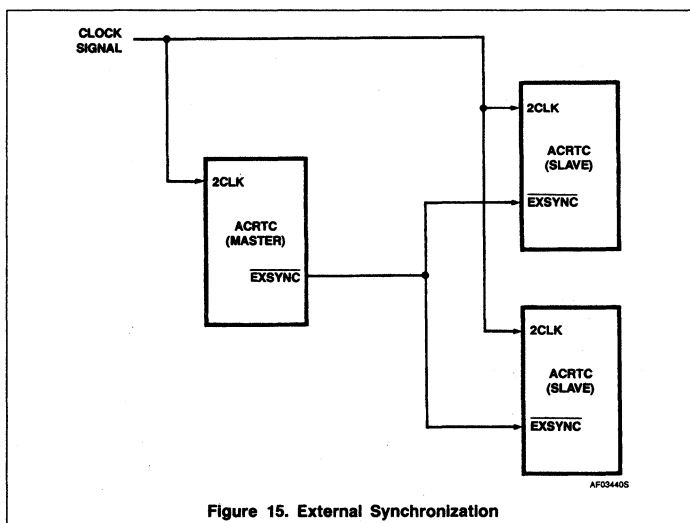 CLOCK
SIGNAL
2CLK
ACRTC
(MASTER)
EXSYNC
2CLK
ACRTC
(SLAVE)
EXSYNC
2CLK
ACRTC
(SLAVE)
EXSYNC
AF03440S
Figure 15. External Synchronization